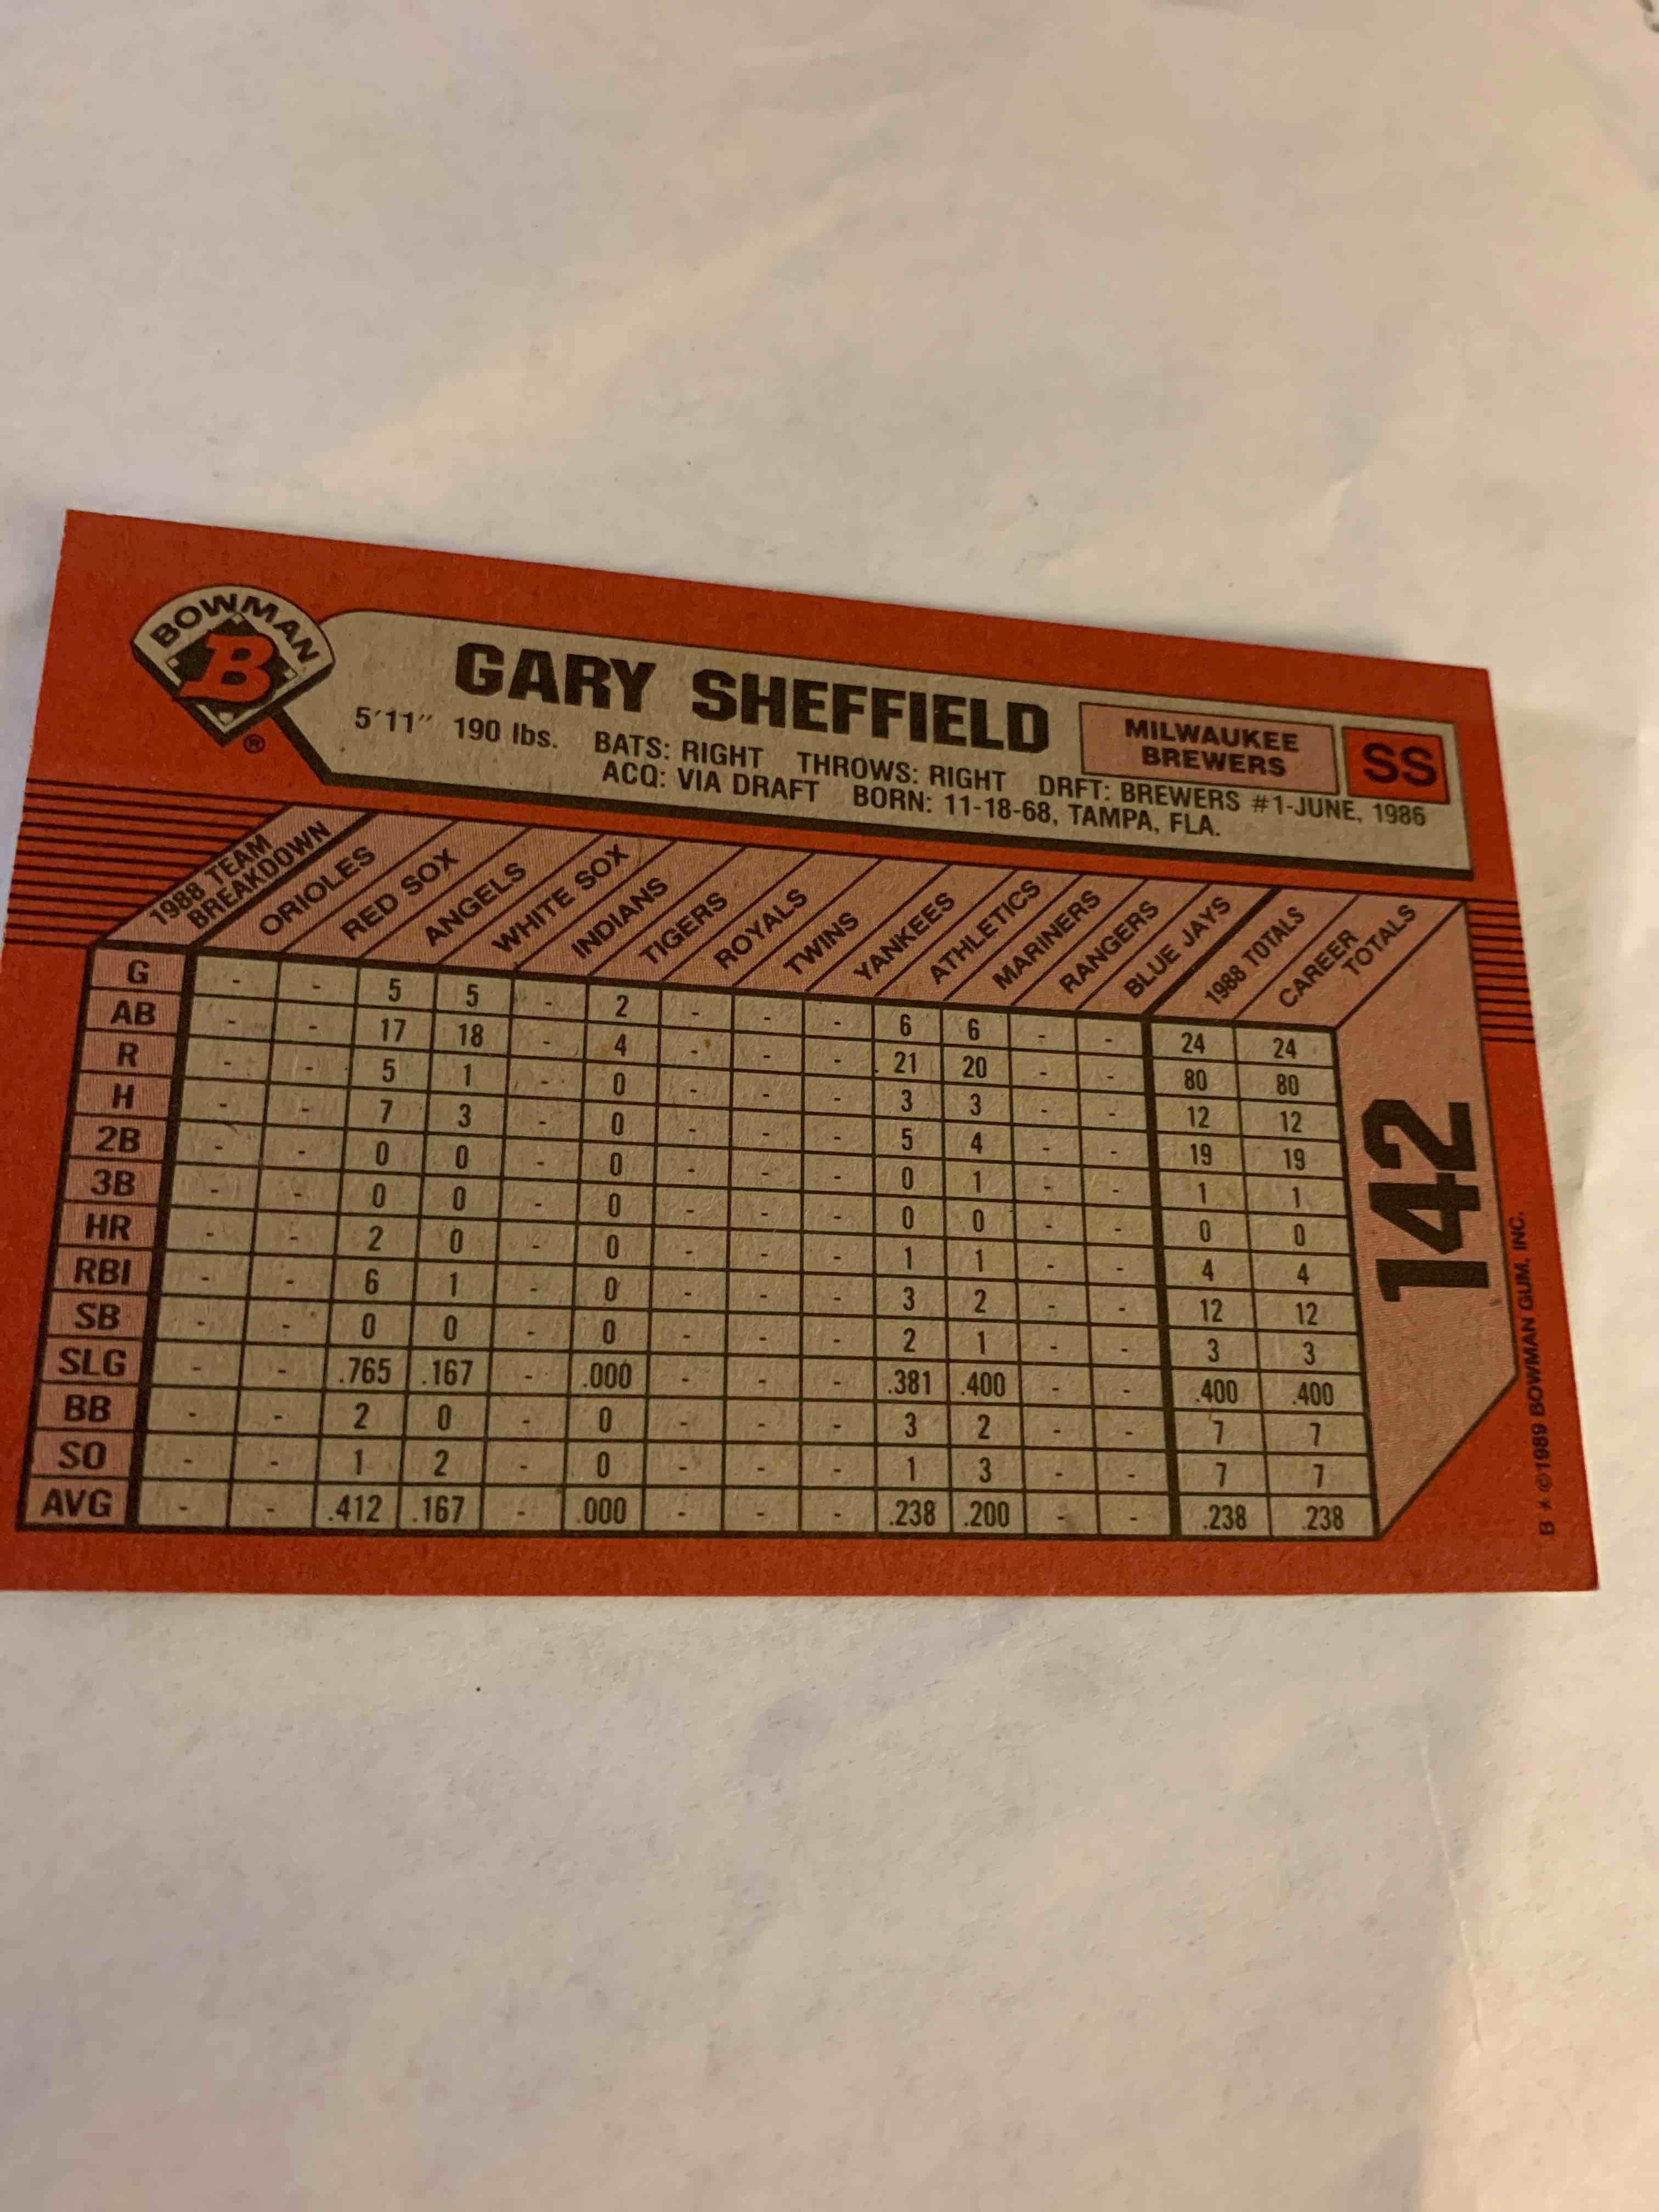 BOWMAN
B
®
GARY SHEFFIELD
MILWAUKEE
BREWERS
SS
5'11" 190 lbs. BATS: RIGHT THROWS: RIGHT DRFT: BREWERS #1-JUNE, 1986
ACQ: VIA DRAFT BORN: 11-18-68, TAMPA, FLA.
1988 TEAM
BREAKDOWN
ORIOLES
RED SOX
ANGELS
WHITE SOX
INDIANS
TIGERS
ROYALS
TWINS
YANKEES
ATHLETICS
MARINERS
RANGERS
BLUE JAYS
1988 TOTALS
CAREER
TOTALS
G - - 5 5 - 2 - - - 6 6 - - 24 24
AB - - 17 18 - 4 - - - 21 20 - - 80 80
R - - 5 1 - 0 - - - 3 3 - - 12 12
H - - 7 3 - 0 - - - 5 4 - - 19 19
2B - - 0 0 - 0 - - - 0 1 - - 1 1
3B - - 0 0 - 0 - - - 0 0 - - 0 0
HR - - 2 0 - 0 - - - 1 1 - - 4 4
RBI - - 6 1 - 0 - - - 3 2 - - 12 12
SB - - 0 0 - 0 - - - 2 1 - - 3 3
SLG - - .765 .167 - .000 - - - .381 .400 - - .400 .400
BB - - 2 0 - 0 - - - 3 2 - - 7 7
SO - - 1 2 - 0 - - - 1 3 - - 7 7
AVG - - .412 .167 - .000 - - - .238 .200 - - .238 .238
142
B * ©1989 BOWMAN GUM, INC.